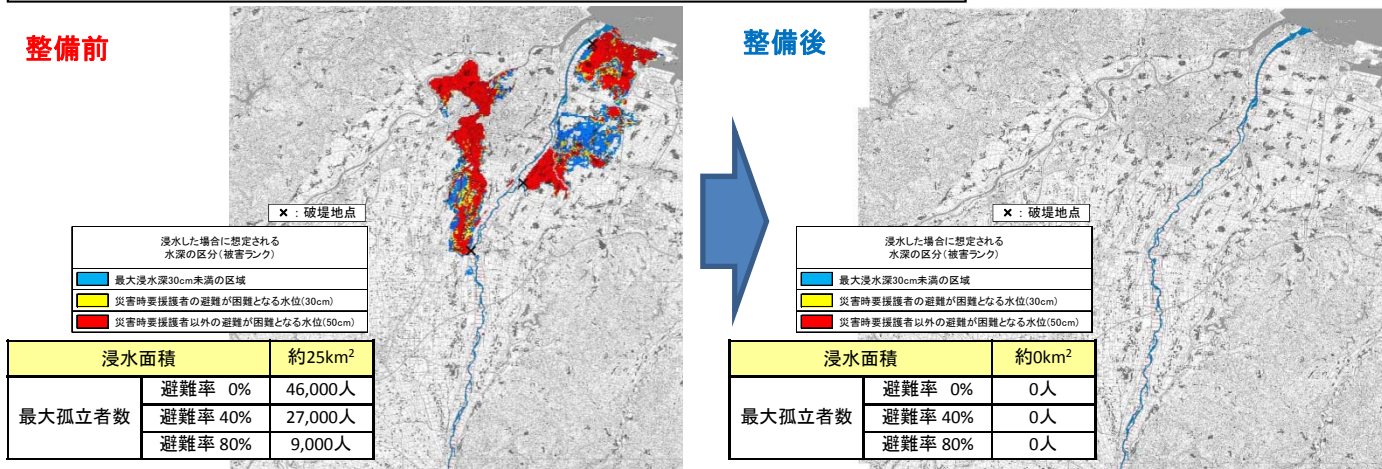 整備前
×：破堤地点
浸水した場合に想定される
水深の区分(被害ランク)
最大浸水深30cm未満の区域
災害時要援護者の避難が困難となる水位(30cm)
災害時要援護者以外の避難が困難となる水位(50cm)
浸水面積 約25km²
最大孤立者数
避難率 0% 46,000人
避難率 40% 27,000人
避難率 80% 9,000人
整備後
×：破堤地点
浸水した場合に想定される
水深の区分(被害ランク)
最大浸水深30cm未満の区域
災害時要援護者の避難が困難となる水位(30cm)
災害時要援護者以外の避難が困難となる水位(50cm)
浸水面積 約0km²
最大孤立者数
避難率 0% 0人
避難率 40% 0人
避難率 80% 0人